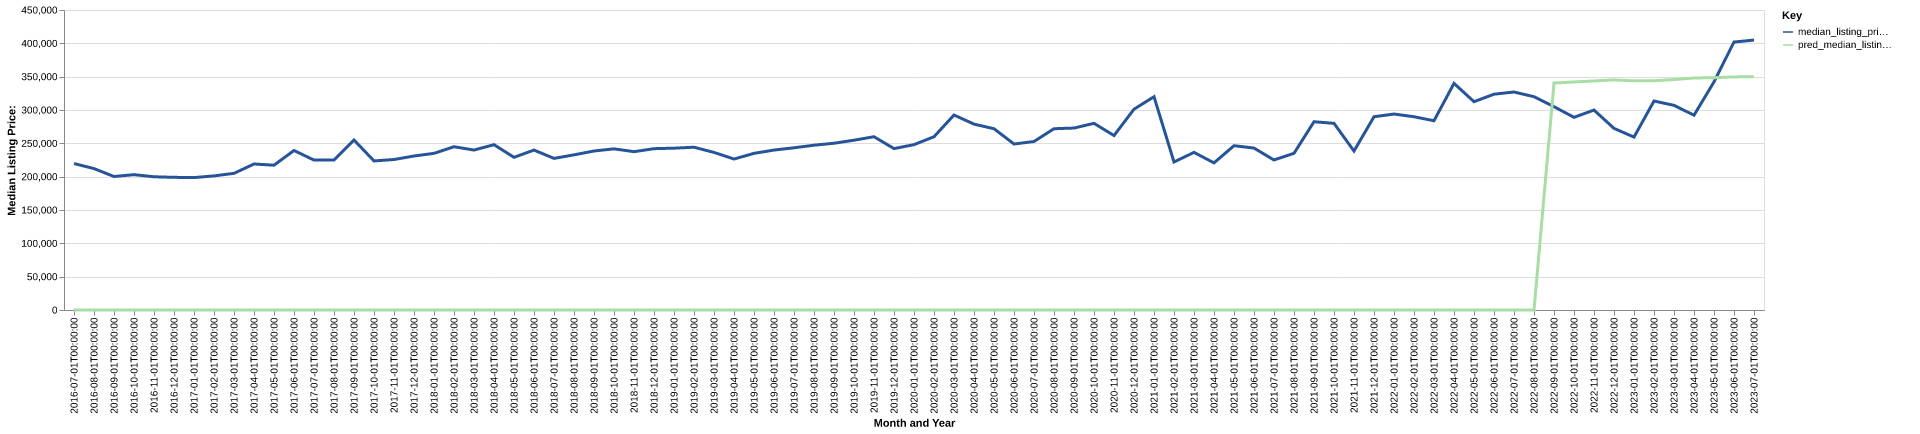 450,000
400,000
350,000
300,000
250,000
200,000
150,000
100,000
50,000
0
Median Listing Price:
2016-07-01T00:00:00
2016-08-01T00:00:00
2016-09-01T00:00:00
2016-10-01T00:00:00
2016-11-01T00:00:00
2016-12-01T00:00:00
2017-01-01T00:00:00
2017-02-01T00:00:00
2017-03-01T00:00:00
2017-04-01T00:00:00
2017-05-01T00:00:00
2017-06-01T00:00:00
2017-07-01T00:00:00
2017-08-01T00:00:00
2017-09-01T00:00:00
2017-10-01T00:00:00
2017-11-01T00:00:00
2017-12-01T00:00:00
2018-01-01T00:00:00
2018-02-01T00:00:00
2018-03-01T00:00:00
2018-04-01T00:00:00
2018-05-01T00:00:00
2018-06-01T00:00:00
2018-07-01T00:00:00
2018-08-01T00:00:00
2018-09-01T00:00:00
2018-10-01T00:00:00
2018-11-01T00:00:00
2018-12-01T00:00:00
2019-01-01T00:00:00
2019-02-01T00:00:00
2019-03-01T00:00:00
2019-04-01T00:00:00
2019-05-01T00:00:00
2019-06-01T00:00:00
2019-07-01T00:00:00
2019-08-01T00:00:00
2019-09-01T00:00:00
2019-10-01T00:00:00
2019-11-01T00:00:00
2019-12-01T00:00:00
2020-01-01T00:00:00
2020-02-01T00:00:00
2020-03-01T00:00:00
2020-04-01T00:00:00
2020-05-01T00:00:00
2020-06-01T00:00:00
2020-07-01T00:00:00
2020-08-01T00:00:00
2020-09-01T00:00:00
2020-10-01T00:00:00
2020-11-01T00:00:00
2020-12-01T00:00:00
2021-01-01T00:00:00
2021-02-01T00:00:00
2021-03-01T00:00:00
2021-04-01T00:00:00
2021-05-01T00:00:00
2021-06-01T00:00:00
2021-07-01T00:00:00
2021-08-01T00:00:00
2021-09-01T00:00:00
2021-10-01T00:00:00
2021-11-01T00:00:00
2021-12-01T00:00:00
2022-01-01T00:00:00
2022-02-01T00:00:00
2022-03-01T00:00:00
2022-04-01T00:00:00
2022-05-01T00:00:00
2022-06-01T00:00:00
2022-07-01T00:00:00
2022-08-01T00:00:00
2022-09-01T00:00:00
2022-10-01T00:00:00
2022-11-01T00:00:00
2022-12-01T00:00:00
2023-01-01T00:00:00
2023-02-01T00:00:00
2023-03-01T00:00:00
2023-04-01T00:00:00
2023-05-01T00:00:00
2023-06-01T00:00:00
2023-07-01T00:00:00
Month and Year
Key
median_listing_pri…
pred_median_listin…